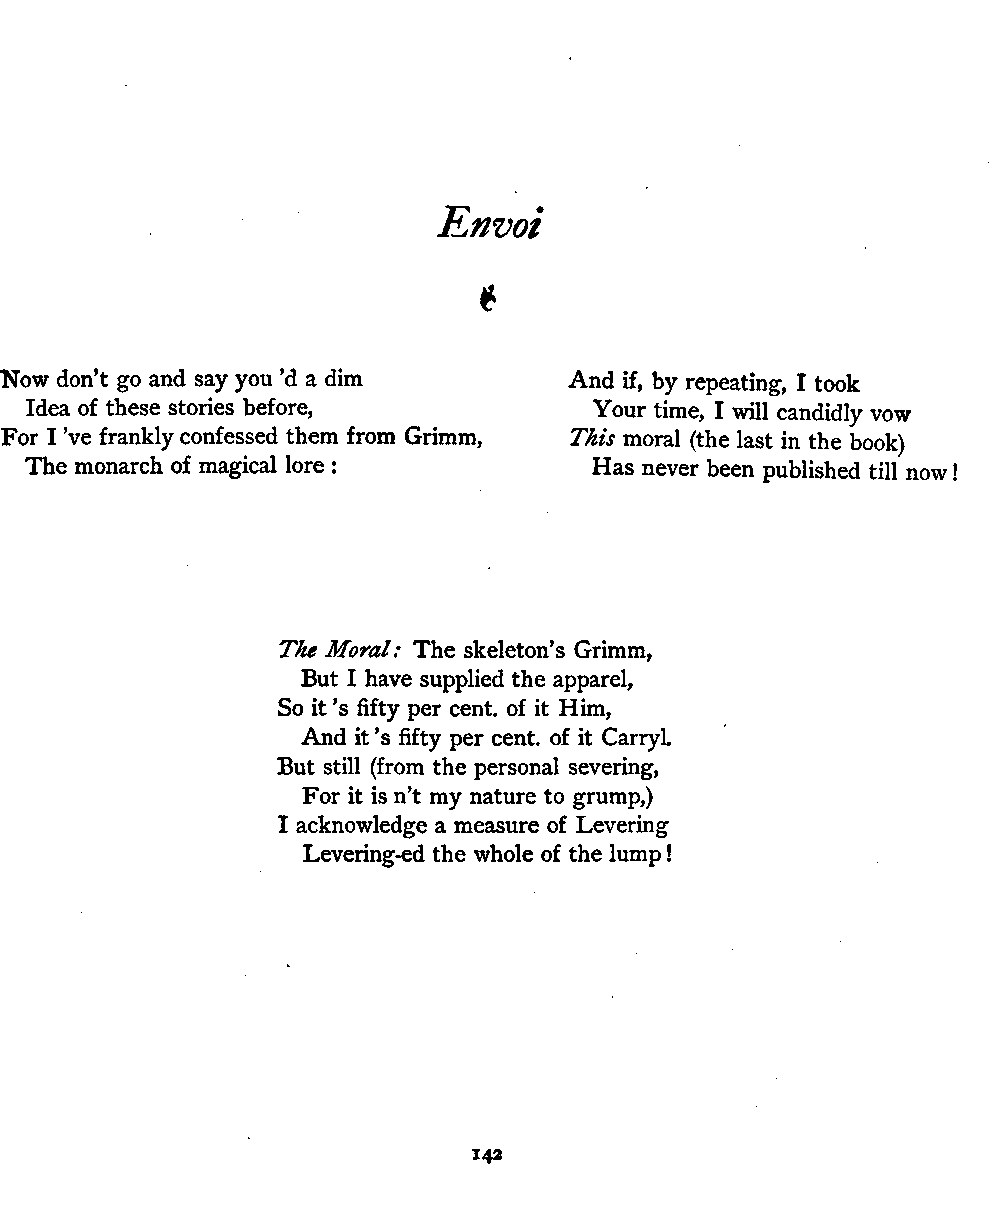 Envoi
Now don't go and say you 'd a dim
Idea of these stories before,
For I 've frankly confessed them from Grimm,
The monarch of magical lore :
And if, by repeating, I took
Your time, I will candidly vow
This moral (the last in the book)
Has never been published till now !
The Moral: The skeleton's Grimm,
But I have supplied the apparel,
So it 's fifty per cent. of it Him,
And it 's fifty per cent. of it Carryl.
But still (from the personal severing,
For it is n't my nature to grump,)
I acknowledge a measure of Levering
Levering-ed the whole of the lump !
142